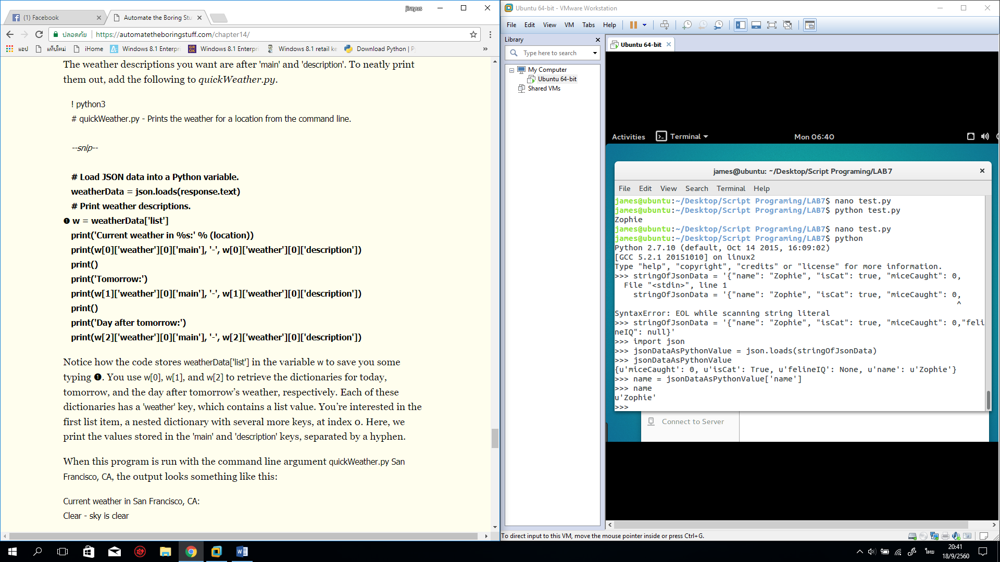 jirayus
(1) Facebook
Automate the Boring Stu
ปลอดภัย
https://automatetheboringstuff.com/chapter14/
แอป
แท็บใหม่
iHome
Windows 8.1 Enterpri
Windows 8.1 Enterpri
Windows 8.1 retail ke
Download Python | P
»
The weather descriptions you want are after 'main' and 'description'. To neatly print
them out, add the following to quickWeather.py.
! python3
# quickWeather.py - Prints the weather for a location from the command line.
--snip--
# Load JSON data into a Python variable.
weatherData = json.loads(response.text)
# Print weather descriptions.
❶ w = weatherData['list']
print('Current weather in %s:' % (location))
print(w[0]['weather'][0]['main'], '-', w[0]['weather'][0]['description'])
print()
print('Tomorrow:')
print(w[1]['weather'][0]['main'], '-', w[1]['weather'][0]['description'])
print()
print('Day after tomorrow:')
print(w[2]['weather'][0]['main'], '-', w[2]['weather'][0]['description'])
Notice how the code stores weatherData['list'] in the variable w to save you some
typing ❶. You use w[0], w[1], and w[2] to retrieve the dictionaries for today,
tomorrow, and the day after tomorrow’s weather, respectively. Each of these
dictionaries has a 'weather' key, which contains a list value. You’re interested in the
first list item, a nested dictionary with several more keys, at index 0. Here, we
print the values stored in the 'main' and 'description' keys, separated by a hyphen.
When this program is run with the command line argument quickWeather.py San
Francisco, CA, the output looks something like this:
Current weather in San Francisco, CA:
Clear - sky is clear
Ubuntu 64-bit - VMware Workstation
File Edit View VM Tabs Help
Library
Type here to search
My Computer
Ubuntu 64-bit
Shared VMs
Ubuntu 64-bit
Activities
Terminal
Mon 06:40
james@ubuntu: ~/Desktop/Script Programing/LAB7
File Edit View Search Terminal Help
james@ubuntu:~/Desktop/Script Programing/LAB7$ nano test.py
james@ubuntu:~/Desktop/Script Programing/LAB7$ python test.py
Zophie
james@ubuntu:~/Desktop/Script Programing/LAB7$ nano test.py
james@ubuntu:~/Desktop/Script Programing/LAB7$ python
Python 2.7.10 (default, Oct 14 2015, 16:09:02)
[GCC 5.2.1 20151010] on linux2
Type "help", "copyright", "credits" or "license" for more information.
>>> stringOfJsonData = '{"name": "Zophie", "isCat": true, "miceCaught": 0,
File "<stdin>", line 1
stringOfJsonData = '{"name": "Zophie", "isCat": true, "miceCaught": 0,
^
SyntaxError: EOL while scanning string literal
>>> stringOfJsonData = '{"name": "Zophie", "isCat": true, "miceCaught": 0,"feli
neIQ": null}'
>>> import json
>>> jsonDataAsPythonValue = json.loads(stringOfJsonData)
>>> jsonDataAsPythonValue
{u'miceCaught': 0, u'isCat': True, u'felineIQ': None, u'name': u'Zophie'}
>>> name = jsonDataAsPythonValue['name']
>>> name
u'Zophie'
>>>
Connect to Server
To direct input to this VM, move the mouse pointer inside or press Ctrl+G.
ไทย
20:41
18/9/2560